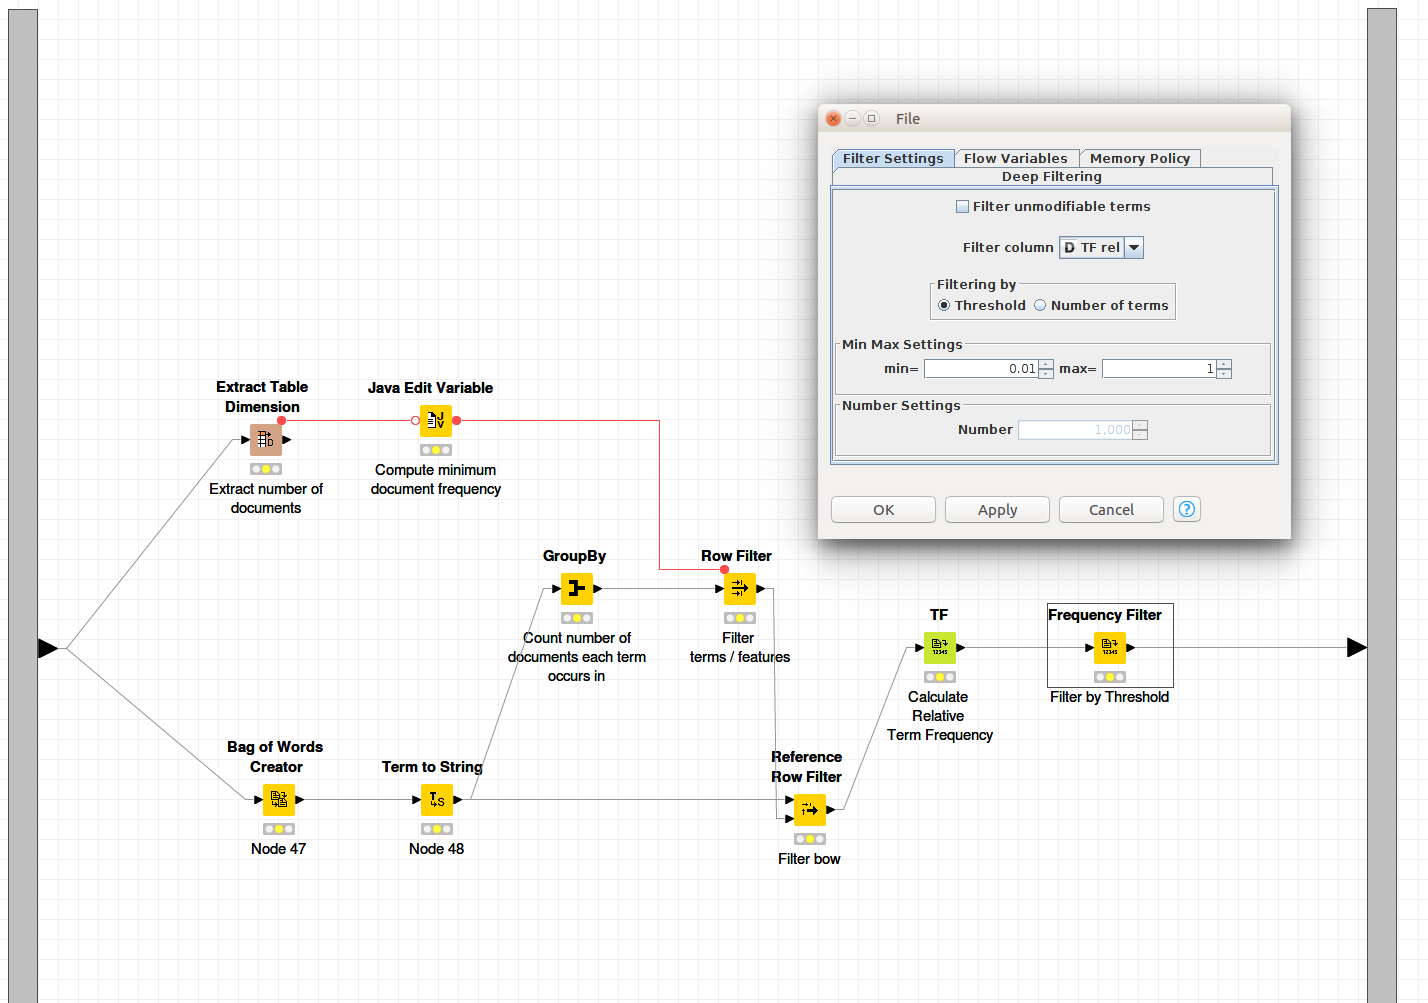 File
Filter Settings
Flow Variables
Memory Policy
Deep Filtering
Filter unmodifiable terms
Filter column D TF rel
Filtering by
Threshold
Number of terms
Min Max Settings
min= 0.01 max= 1
Number Settings
Number 1,000
OK
Apply
Cancel
?
Extract Table
Dimension
D
Extract number of
documents
Java Edit Variable
J
V
Compute minimum
document frequency
GroupBy
Count number of
documents each term
occurs in
Row Filter
Filter
terms / features
TF
12345
Calculate
Relative
Term Frequency
Frequency Filter
12345
Filter by Threshold
Bag of Words
Creator
Node 47
Term to String
T
S
Node 48
Reference
Row Filter
Filter bow